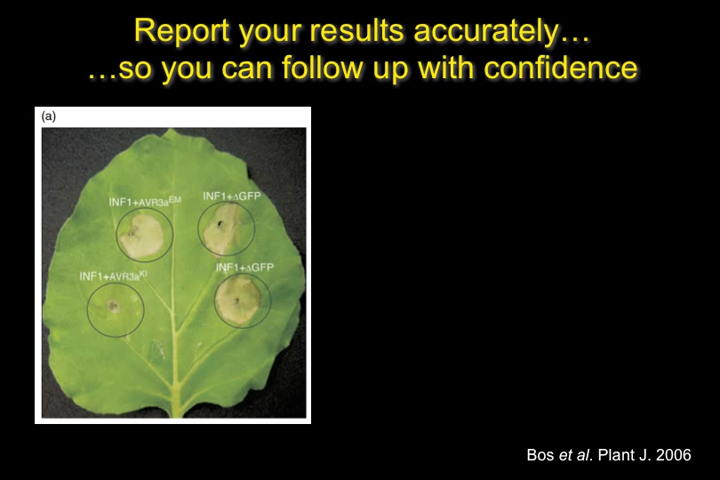 Report your results accurately…
…so you can follow up with confidence
(a)
INF1+AVR3aᴱᴹ
INF1+ΔGFP
INF1+AVR3aᴷᴵ
INF1+ΔGFP
Bos et al. Plant J. 2006